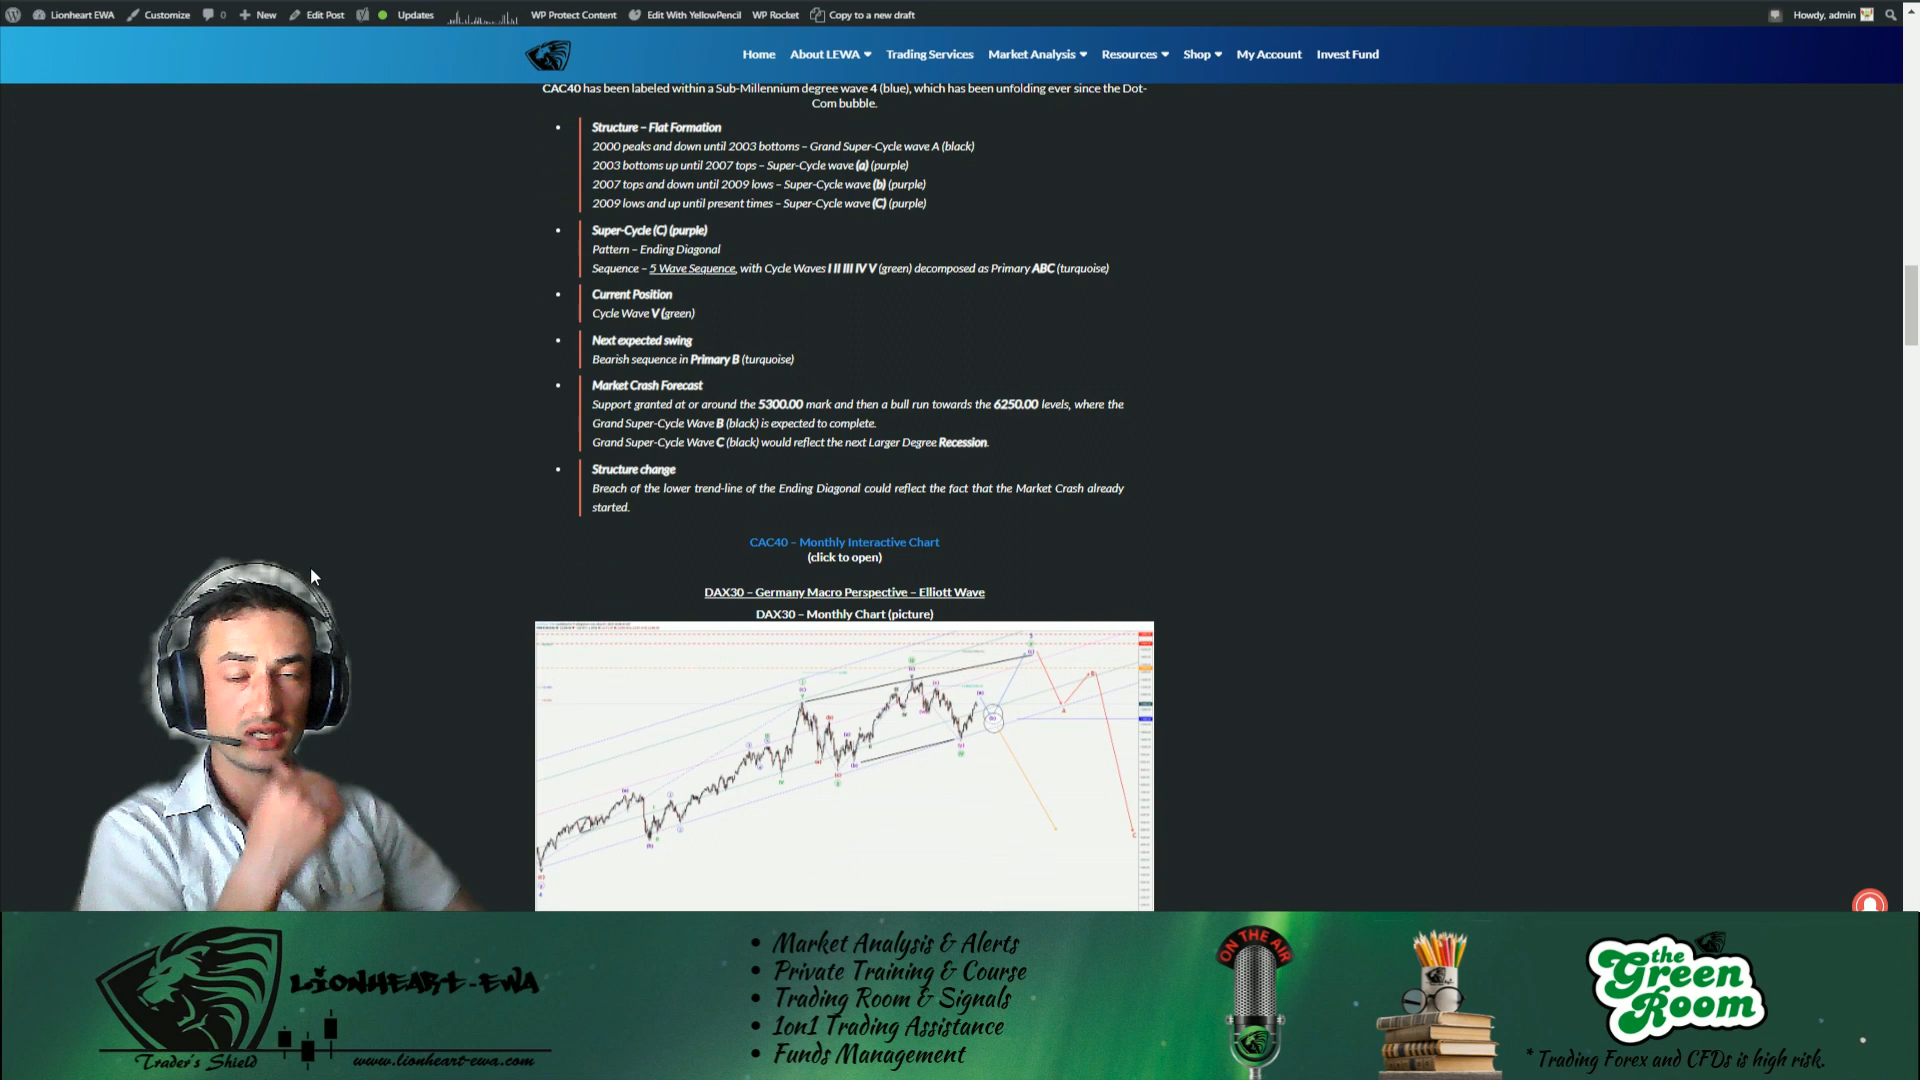 Lionheart EWA Customize 0 New Edit Post Updates WP Protect Content Edit With YellowPencil WP Rocket Copy to a new draft Howdy, admin
Home About LEWA Trading Services Market Analysis Resources Shop My Account Invest Fund
CAC40 has been labeled within a Sub-Millennium degree wave 4 (blue), which has been unfolding ever since the Dot-
Com bubble.
Structure – Flat Formation
2000 peaks and down until 2003 bottoms – Grand Super-Cycle wave A (black)
2003 bottoms up until 2007 tops – Super-Cycle wave (a) (purple)
2007 tops and down until 2009 lows – Super-Cycle wave (b) (purple)
2009 lows and up until present times – Super-Cycle wave (C) (purple)
Super-Cycle (C) (purple)
Pattern – Ending Diagonal
Sequence – 5 Wave Sequence, with Cycle Waves I II III IV V (green) decomposed as Primary ABC (turquoise)
Current Position
Cycle Wave V (green)
Next expected swing
Bearish sequence in Primary B (turquoise)
Market Crash Forecast
Support granted at or around the 5300.00 mark and then a bull run towards the 6250.00 levels, where the
Grand Super-Cycle Wave B (black) is expected to complete.
Grand Super-Cycle Wave C (black) would reflect the next Larger Degree Recession.
Structure change
Breach of the lower trend-line of the Ending Diagonal could reflect the fact that the Market Crash already
started.
CAC40 – Monthly Interactive Chart
(click to open)
DAX30 – Germany Macro Perspective – Elliott Wave
DAX30 – Monthly Chart (picture)
LIONHEART-EWA
Trader's Shield
www.lionheart-ewa.com
Market Analysis & Alerts
Private Training & Course
Trading Room & Signals
1on1 Trading Assistance
Funds Management
ON THE AIR
the
Green
Room
* Trading Forex and CFDs is high risk.